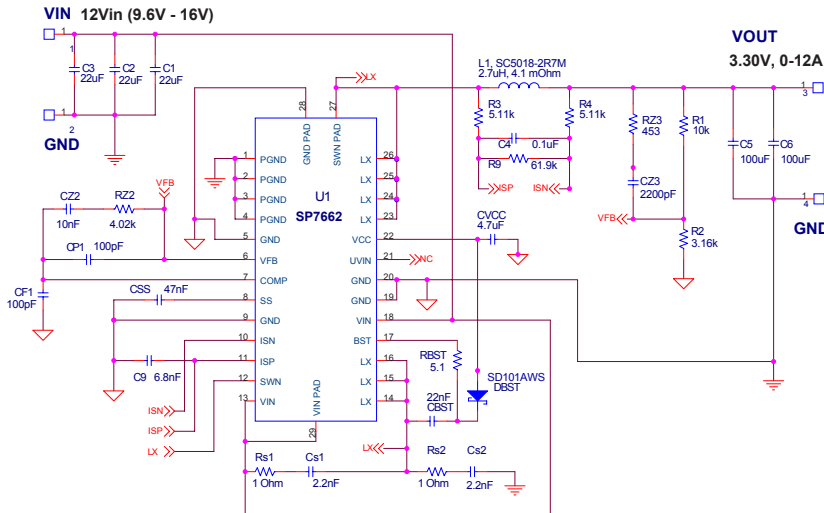 VIN 12Vin (9.6V - 16V)
1
1
C3
22uF
C2
22uF
C1
22uF
2
GND
VFB
CZ2
10nF
RZ2
4.02k
CP1
100pF
CF1
100pF
CSS
47nF
C9
6.8nF
ISN
ISP
LX
28
GND PAD
27
SWN PAD
LX
U1
SP7662
1 PGND
2 PGND
3 PGND
4 PGND
5 GND
6 VFB
7 COMP
8 SS
9 GND
10 ISN
11 ISP
12 SWN
13 VIN
VIN PAD
29
LX 26
LX 25
LX 24
LX 23
VCC 22
UVIN 21
GND 20
GND 19
VIN 18
BST 17
LX 16
LX 15
LX 14
NC
L1, SC5018-2R7M
2.7uH, 4.1 mOhm
R3
5.11k
R4
5.11k
C4
0.1uF
R9
61.9k
ISP
ISN
CVCC
4.7uF
RBST
5.1
SD101AWS
DBST
22nF
CBST
LX
Rs1
1 Ohm
Cs1
2.2nF
Rs2
1 Ohm
Cs2
2.2nF
VOUT
3.30V, 0-12A
3
RZ3
453
R1
10k
CZ3
2200pF
VFB
R2
3.16k
C5
100uF
C6
100uF
4
GND